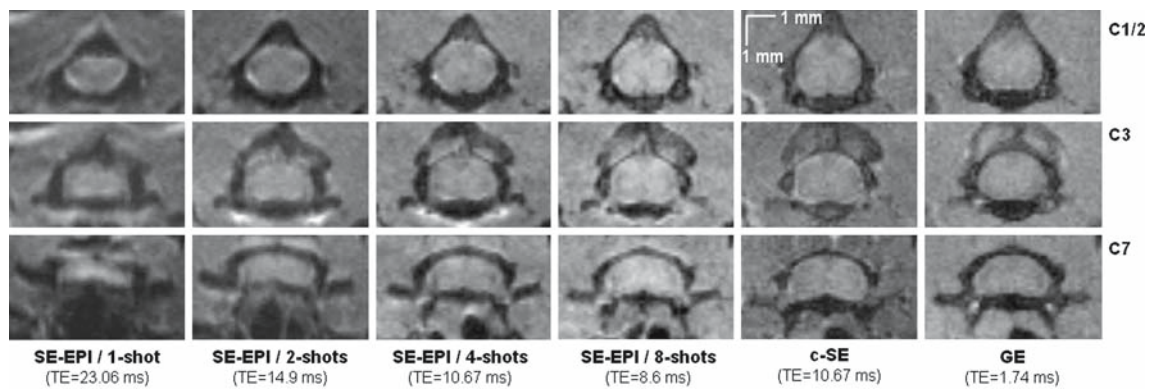 1 mm
1 mm
C1/2
C3
C7
SE-EPI / 1-shot
(TE=23.06 ms)
SE-EPI / 2-shots
(TE=14.9 ms)
SE-EPI / 4-shots
(TE=10.67 ms)
SE-EPI / 8-shots
(TE=8.6 ms)
c-SE
(TE=10.67 ms)
GE
(TE=1.74 ms)